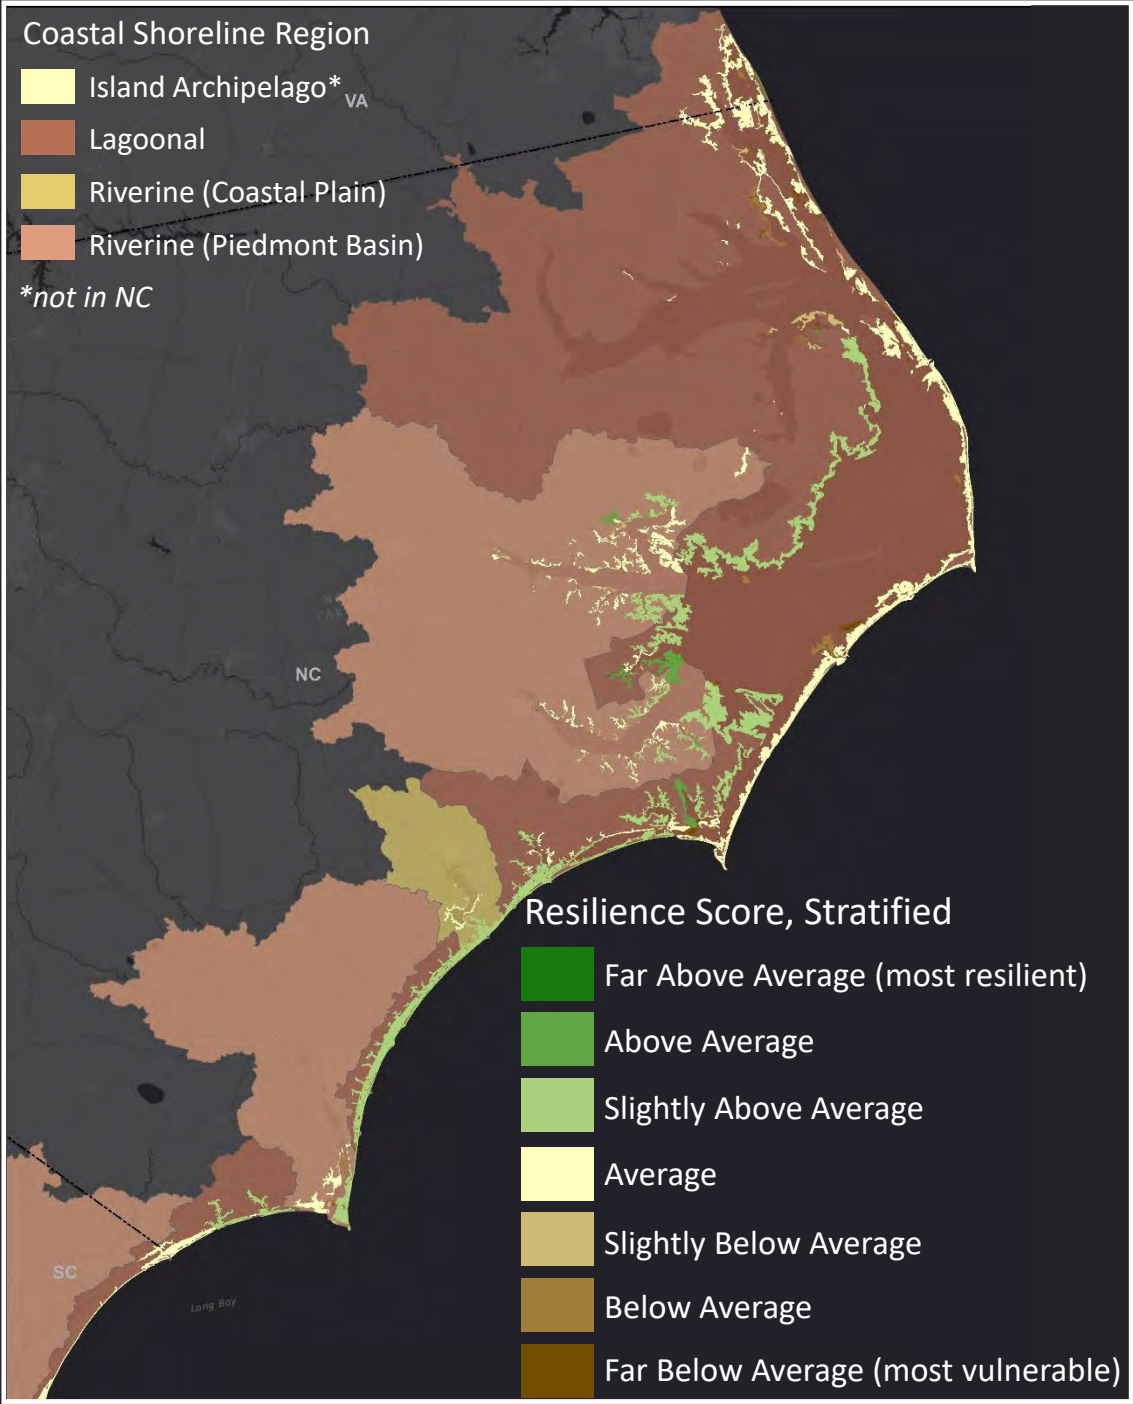 Coastal Shoreline Region
Island Archipelago*
VA
Lagoonal
Riverine (Coastal Plain)
Riverine (Piedmont Basin)
*not in NC
NC
Resilience Score, Stratified
Far Above Average (most resilient)
Above Average
Slightly Above Average
Average
Slightly Below Average
Below Average
Far Below Average (most vulnerable)
SC
Long Bay